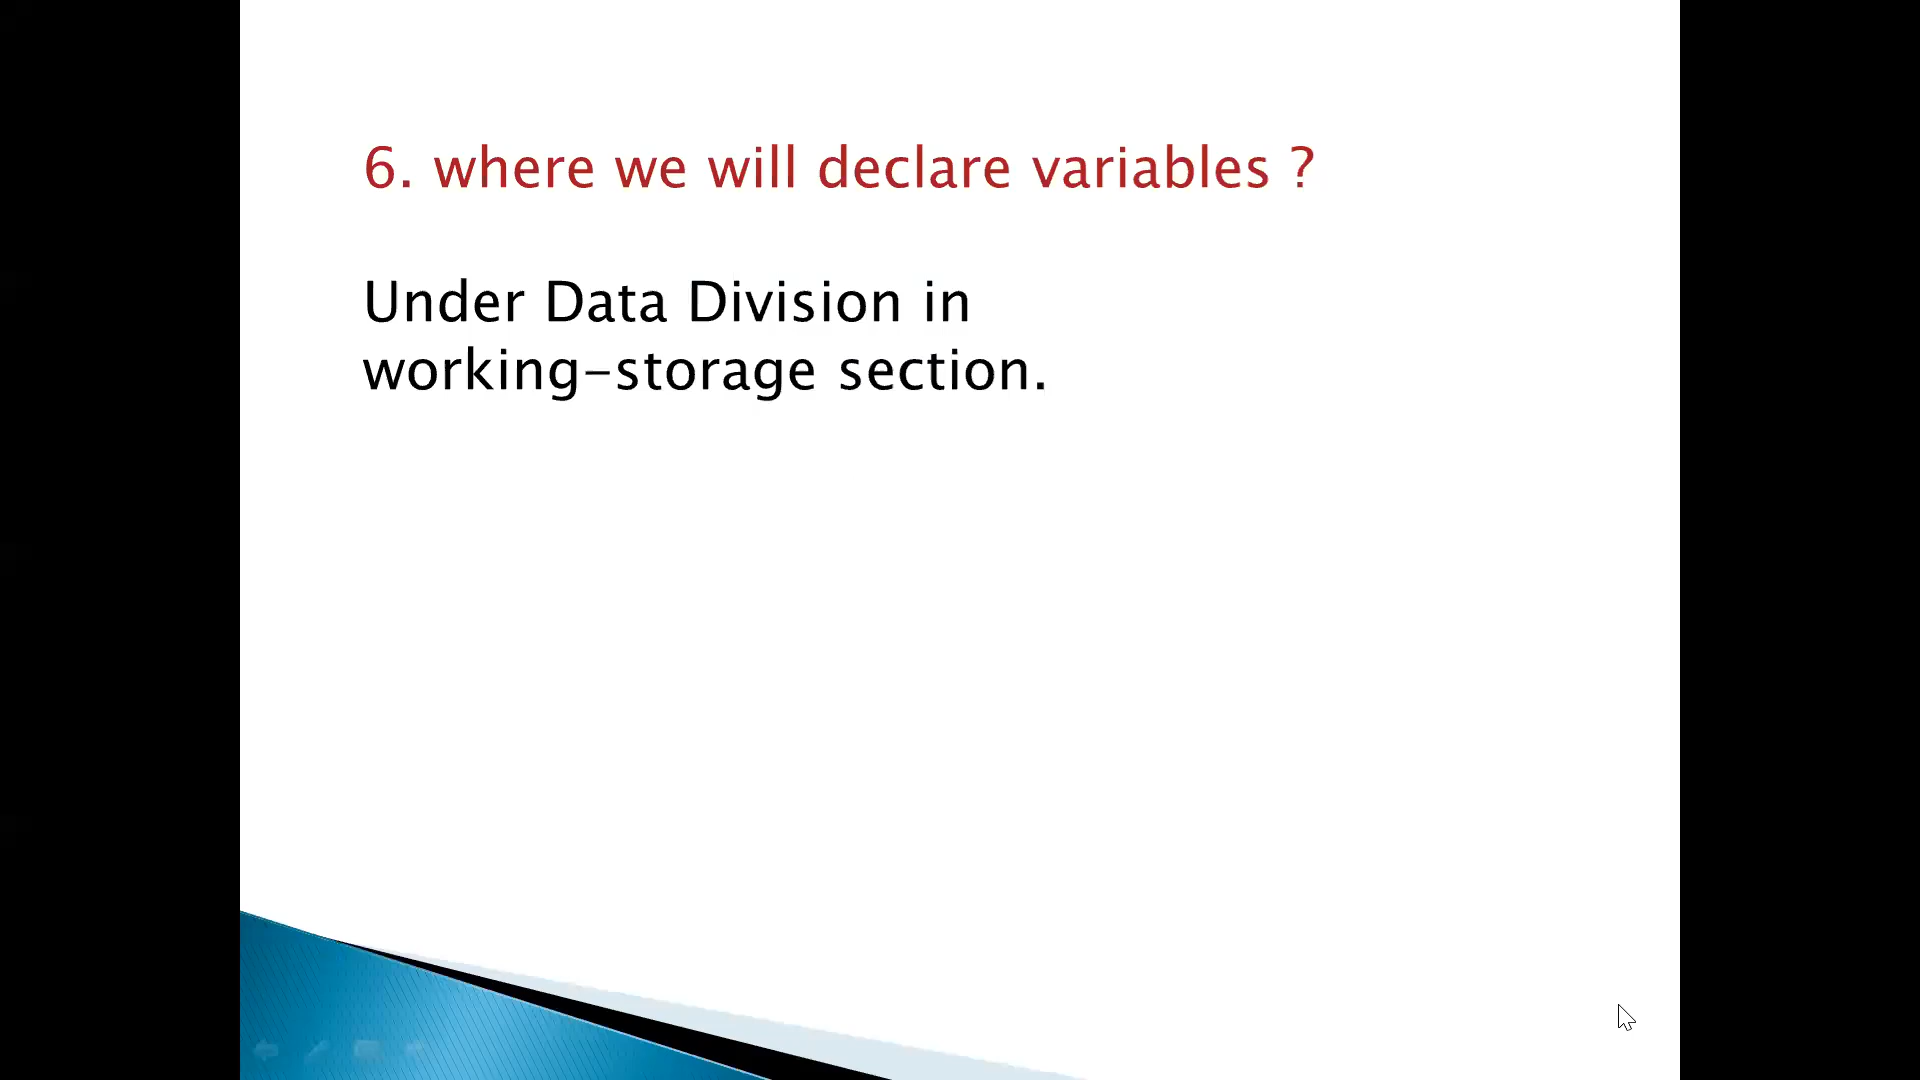 6. where we will declare variables ?
Under Data Division in
working-storage section.